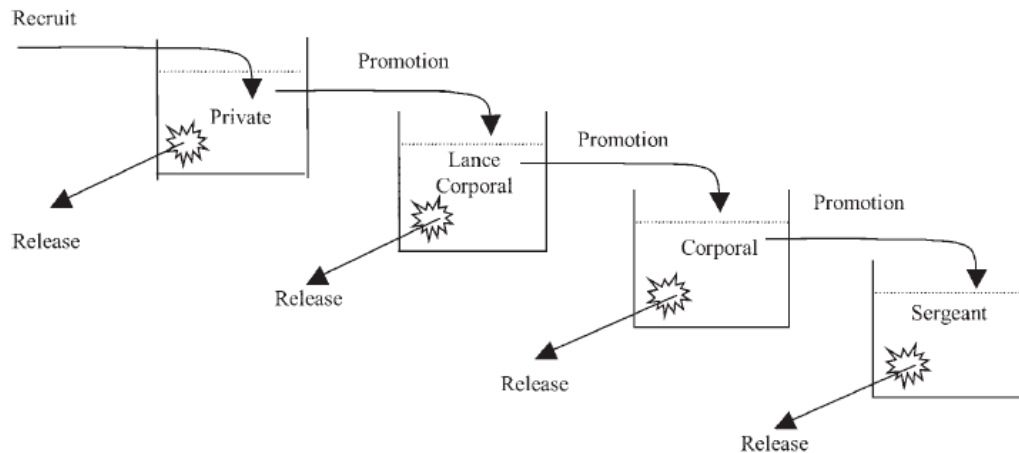 Recruit
Promotion
Private
Promotion
Lance
Corporal
Promotion
Release
Corporal
Release
Sergeant
Release
Release